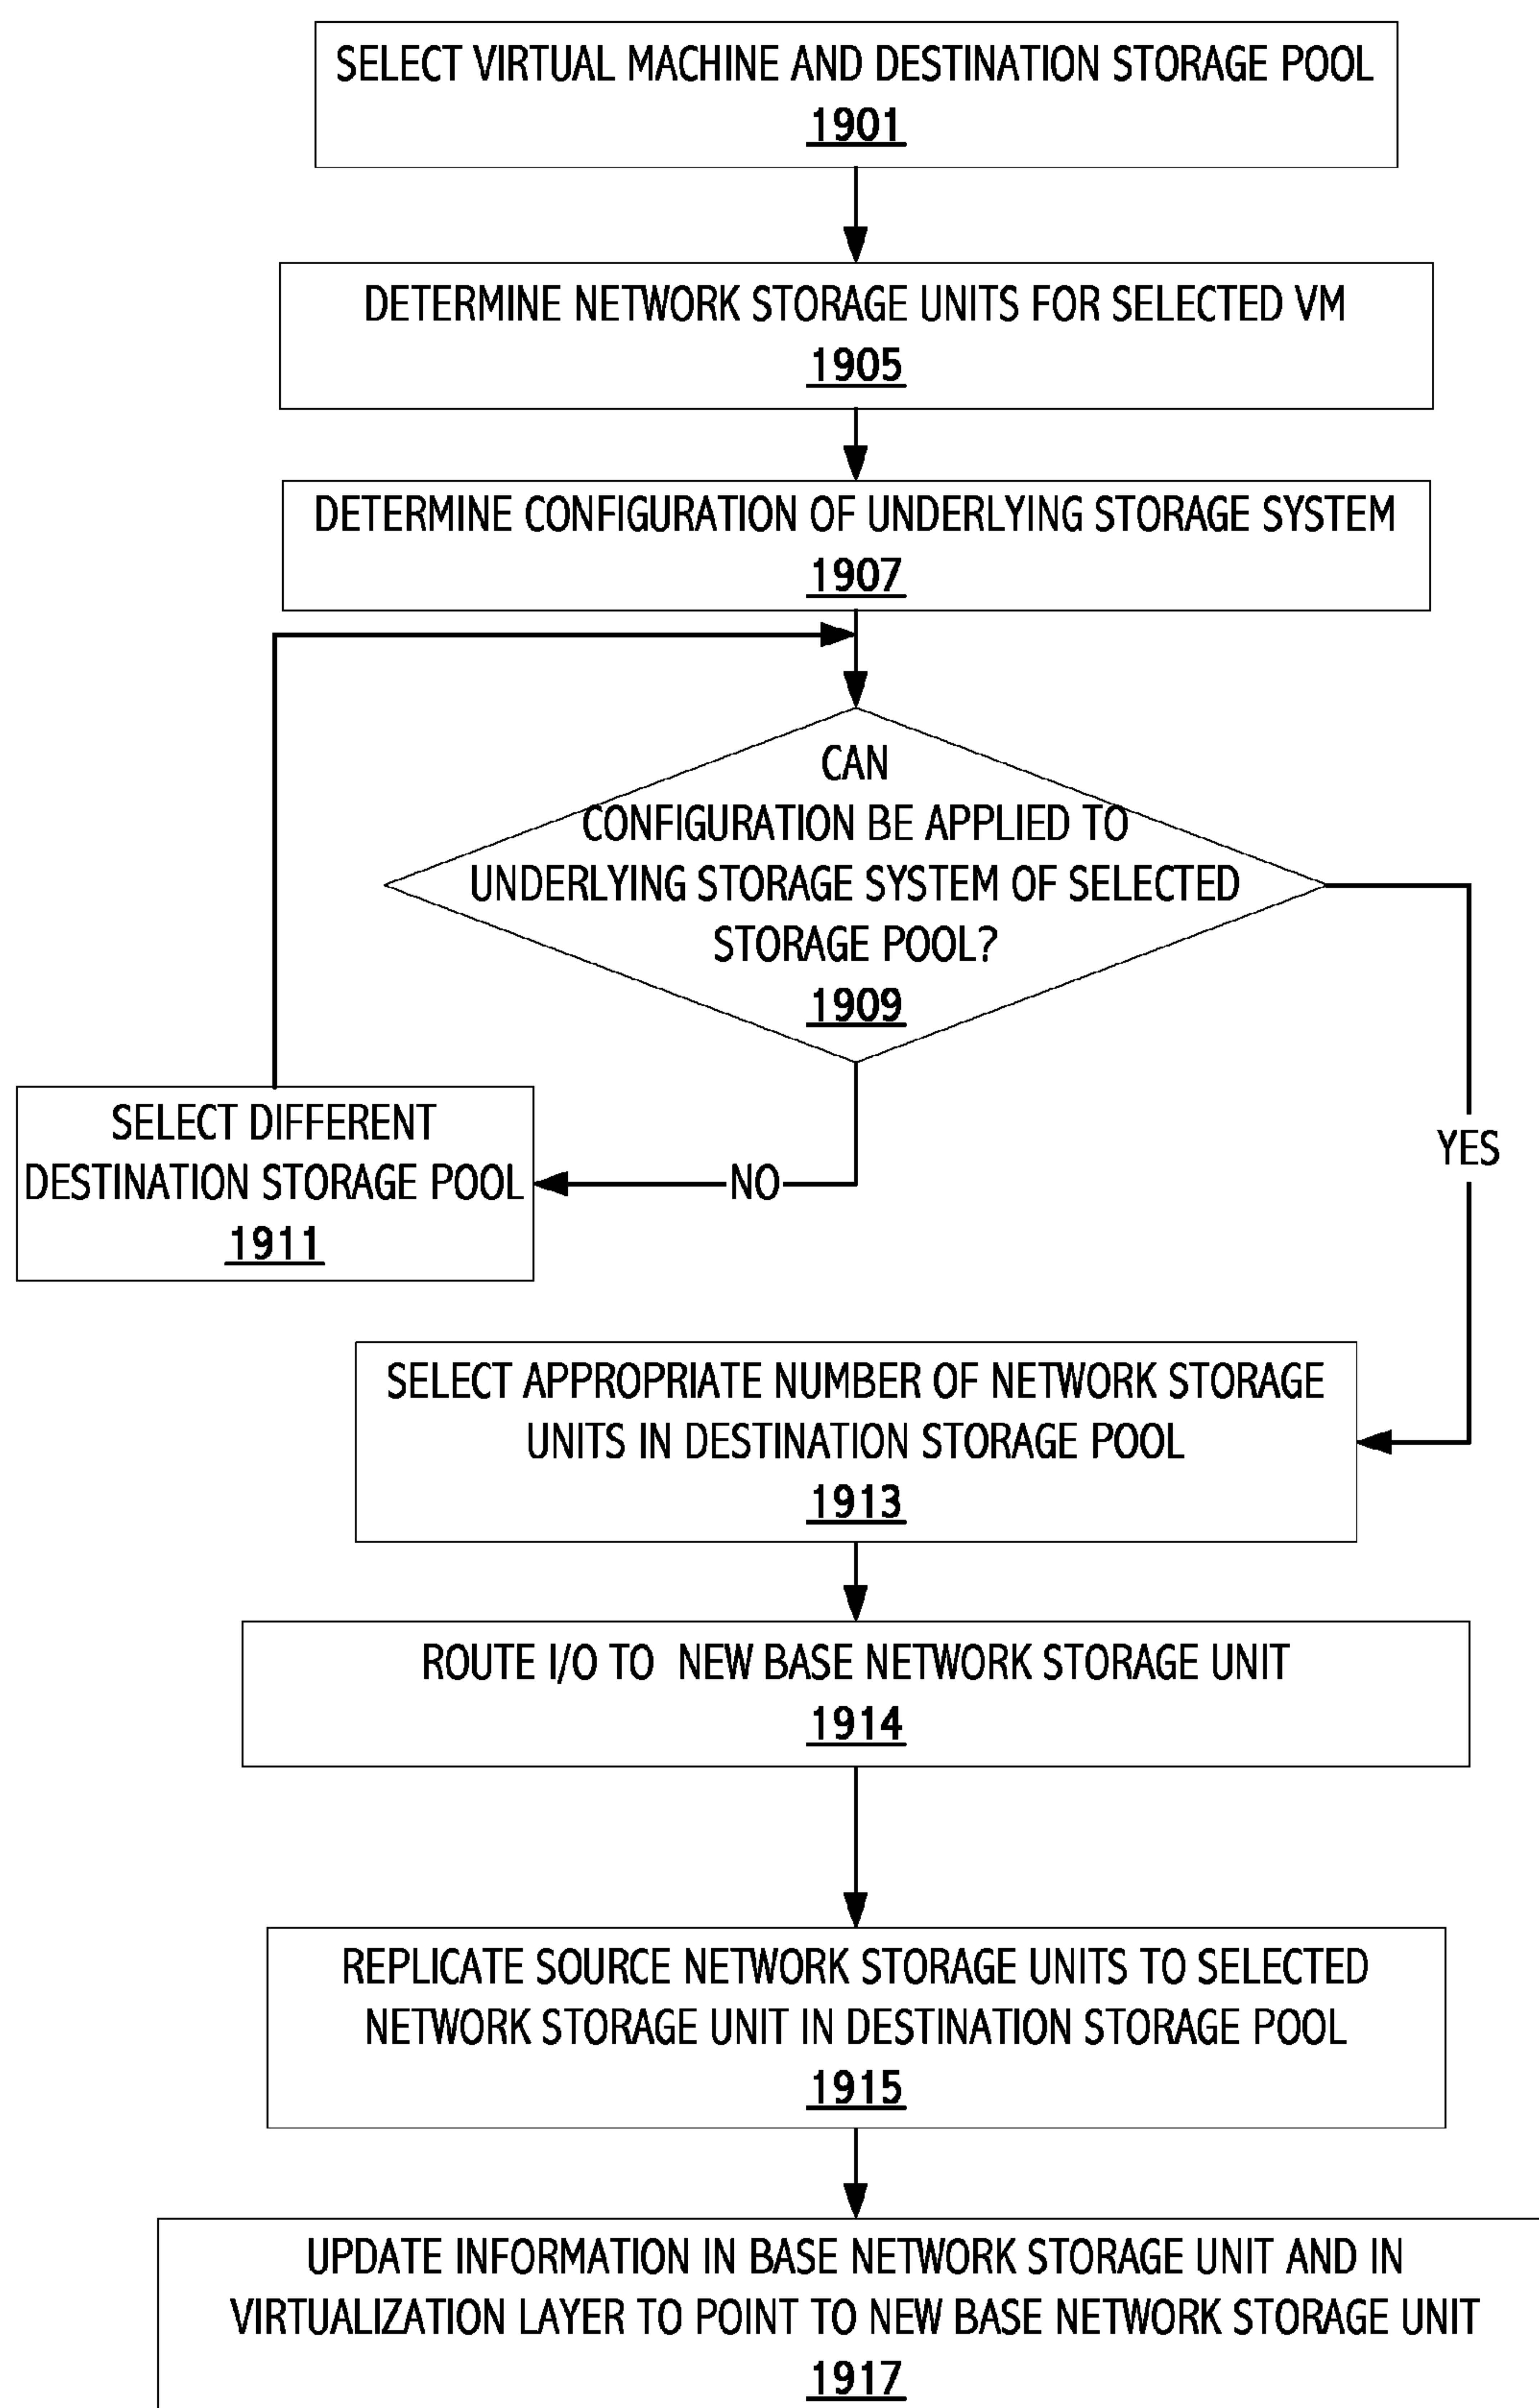 SELECT VIRTUAL MACHINE AND DESTINATION STORAGE POOL
1901
DETERMINE NETWORK STORAGE UNITS FOR SELECTED VM
1905
DETERMINE CONFIGURATION OF UNDERLYING STORAGE SYSTEM
1907
CAN
CONFIGURATION BE APPLIED TO
UNDERLYING STORAGE SYSTEM OF SELECTED
STORAGE POOL?
1909
SELECT DIFFERENT
DESTINATION STORAGE POOL
1911
NO
YES
SELECT APPROPRIATE NUMBER OF NETWORK STORAGE
UNITS IN DESTINATION STORAGE POOL
1913
ROUTE I/O TO NEW BASE NETWORK STORAGE UNIT
1914
REPLICATE SOURCE NETWORK STORAGE UNITS TO SELECTED
NETWORK STORAGE UNIT IN DESTINATION STORAGE POOL
1915
UPDATE INFORMATION IN BASE NETWORK STORAGE UNIT AND IN
VIRTUALIZATION LAYER TO POINT TO NEW BASE NETWORK STORAGE UNIT
1917